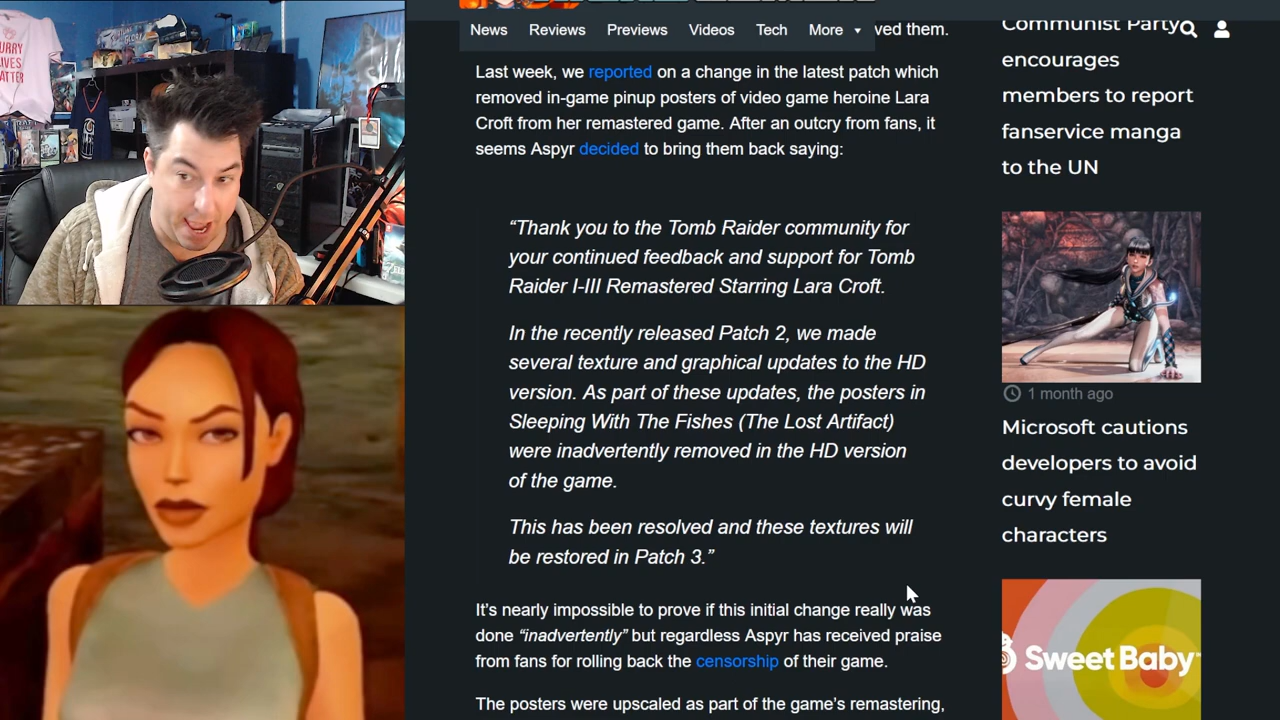 News Reviews Previews Videos Tech More
ved them.
Last week, we reported on a change in the latest patch which
removed in-game pinup posters of video game heroine Lara
Croft from her remastered game. After an outcry from fans, it
seems Aspyr decided to bring them back saying:
“Thank you to the Tomb Raider community for
your continued feedback and support for Tomb
Raider I-III Remastered Starring Lara Croft.
In the recently released Patch 2, we made
several texture and graphical updates to the HD
version. As part of these updates, the posters in
Sleeping With The Fishes (The Lost Artifact)
were inadvertently removed in the HD version
of the game.
This has been resolved and these textures will
be restored in Patch 3.”
It’s nearly impossible to prove if this initial change really was
done “inadvertently” but regardless Aspyr has received praise
from fans for rolling back the censorship of their game.
The posters were upscaled as part of the game’s remastering,
Communist Party
encourages
members to report
fanservice manga
to the UN
1 month ago
Microsoft cautions
developers to avoid
curvy female
characters
Sweet Baby
URRY
LIVES
ATTER